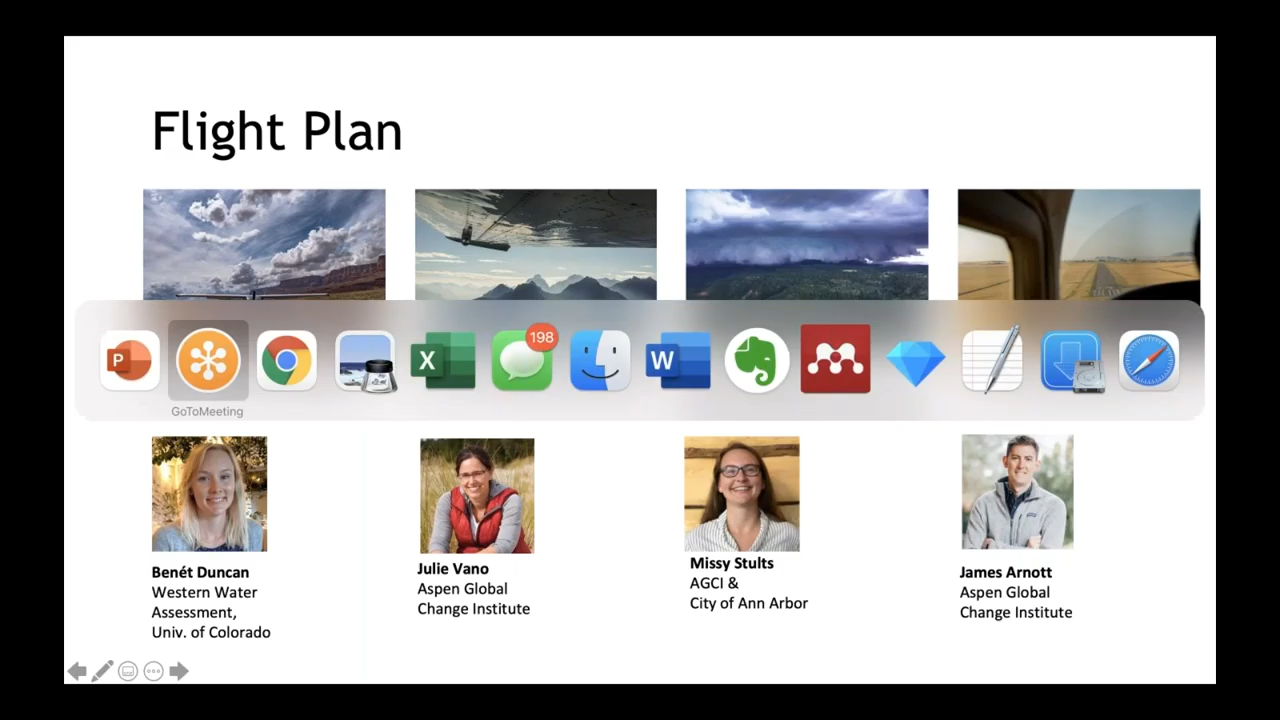 Flight Plan
P
X
198
W
GoToMeeting
Benét Duncan
Western Water
Assessment,
Univ. of Colorado
Julie Vano
Aspen Global
Change Institute
Missy Stults
AGCI &
City of Ann Arbor
James Arnott
Aspen Global
Change Institute